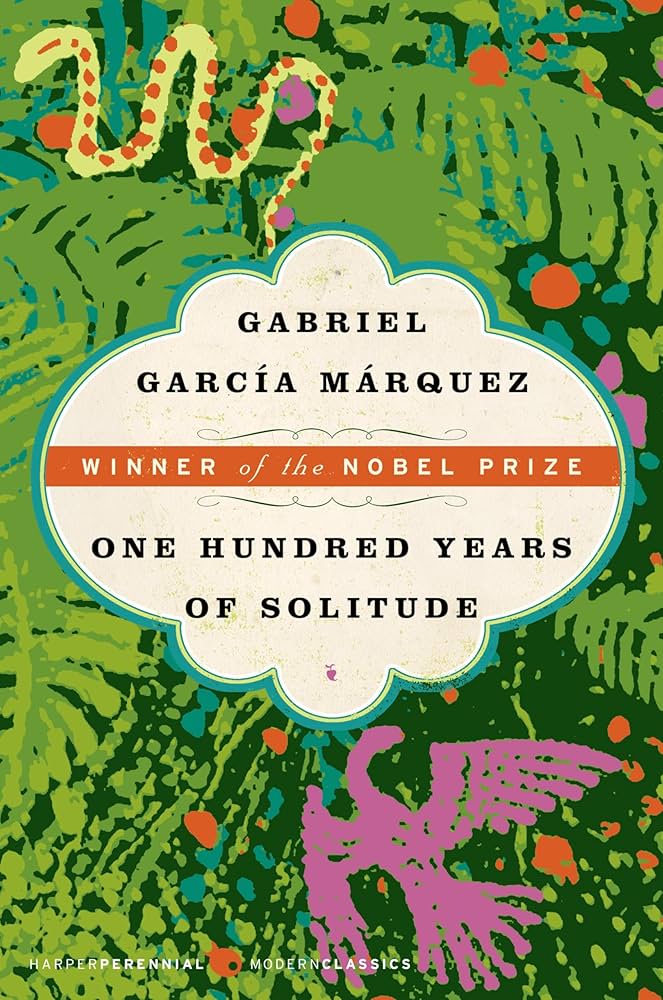 GABRIEL
GARCÍA MÁRQUEZ
WINNER of the NOBEL PRIZE
ONE HUNDRED YEARS
OF SOLITUDE
HARPERPERENNIAL MODERNCLASSICS